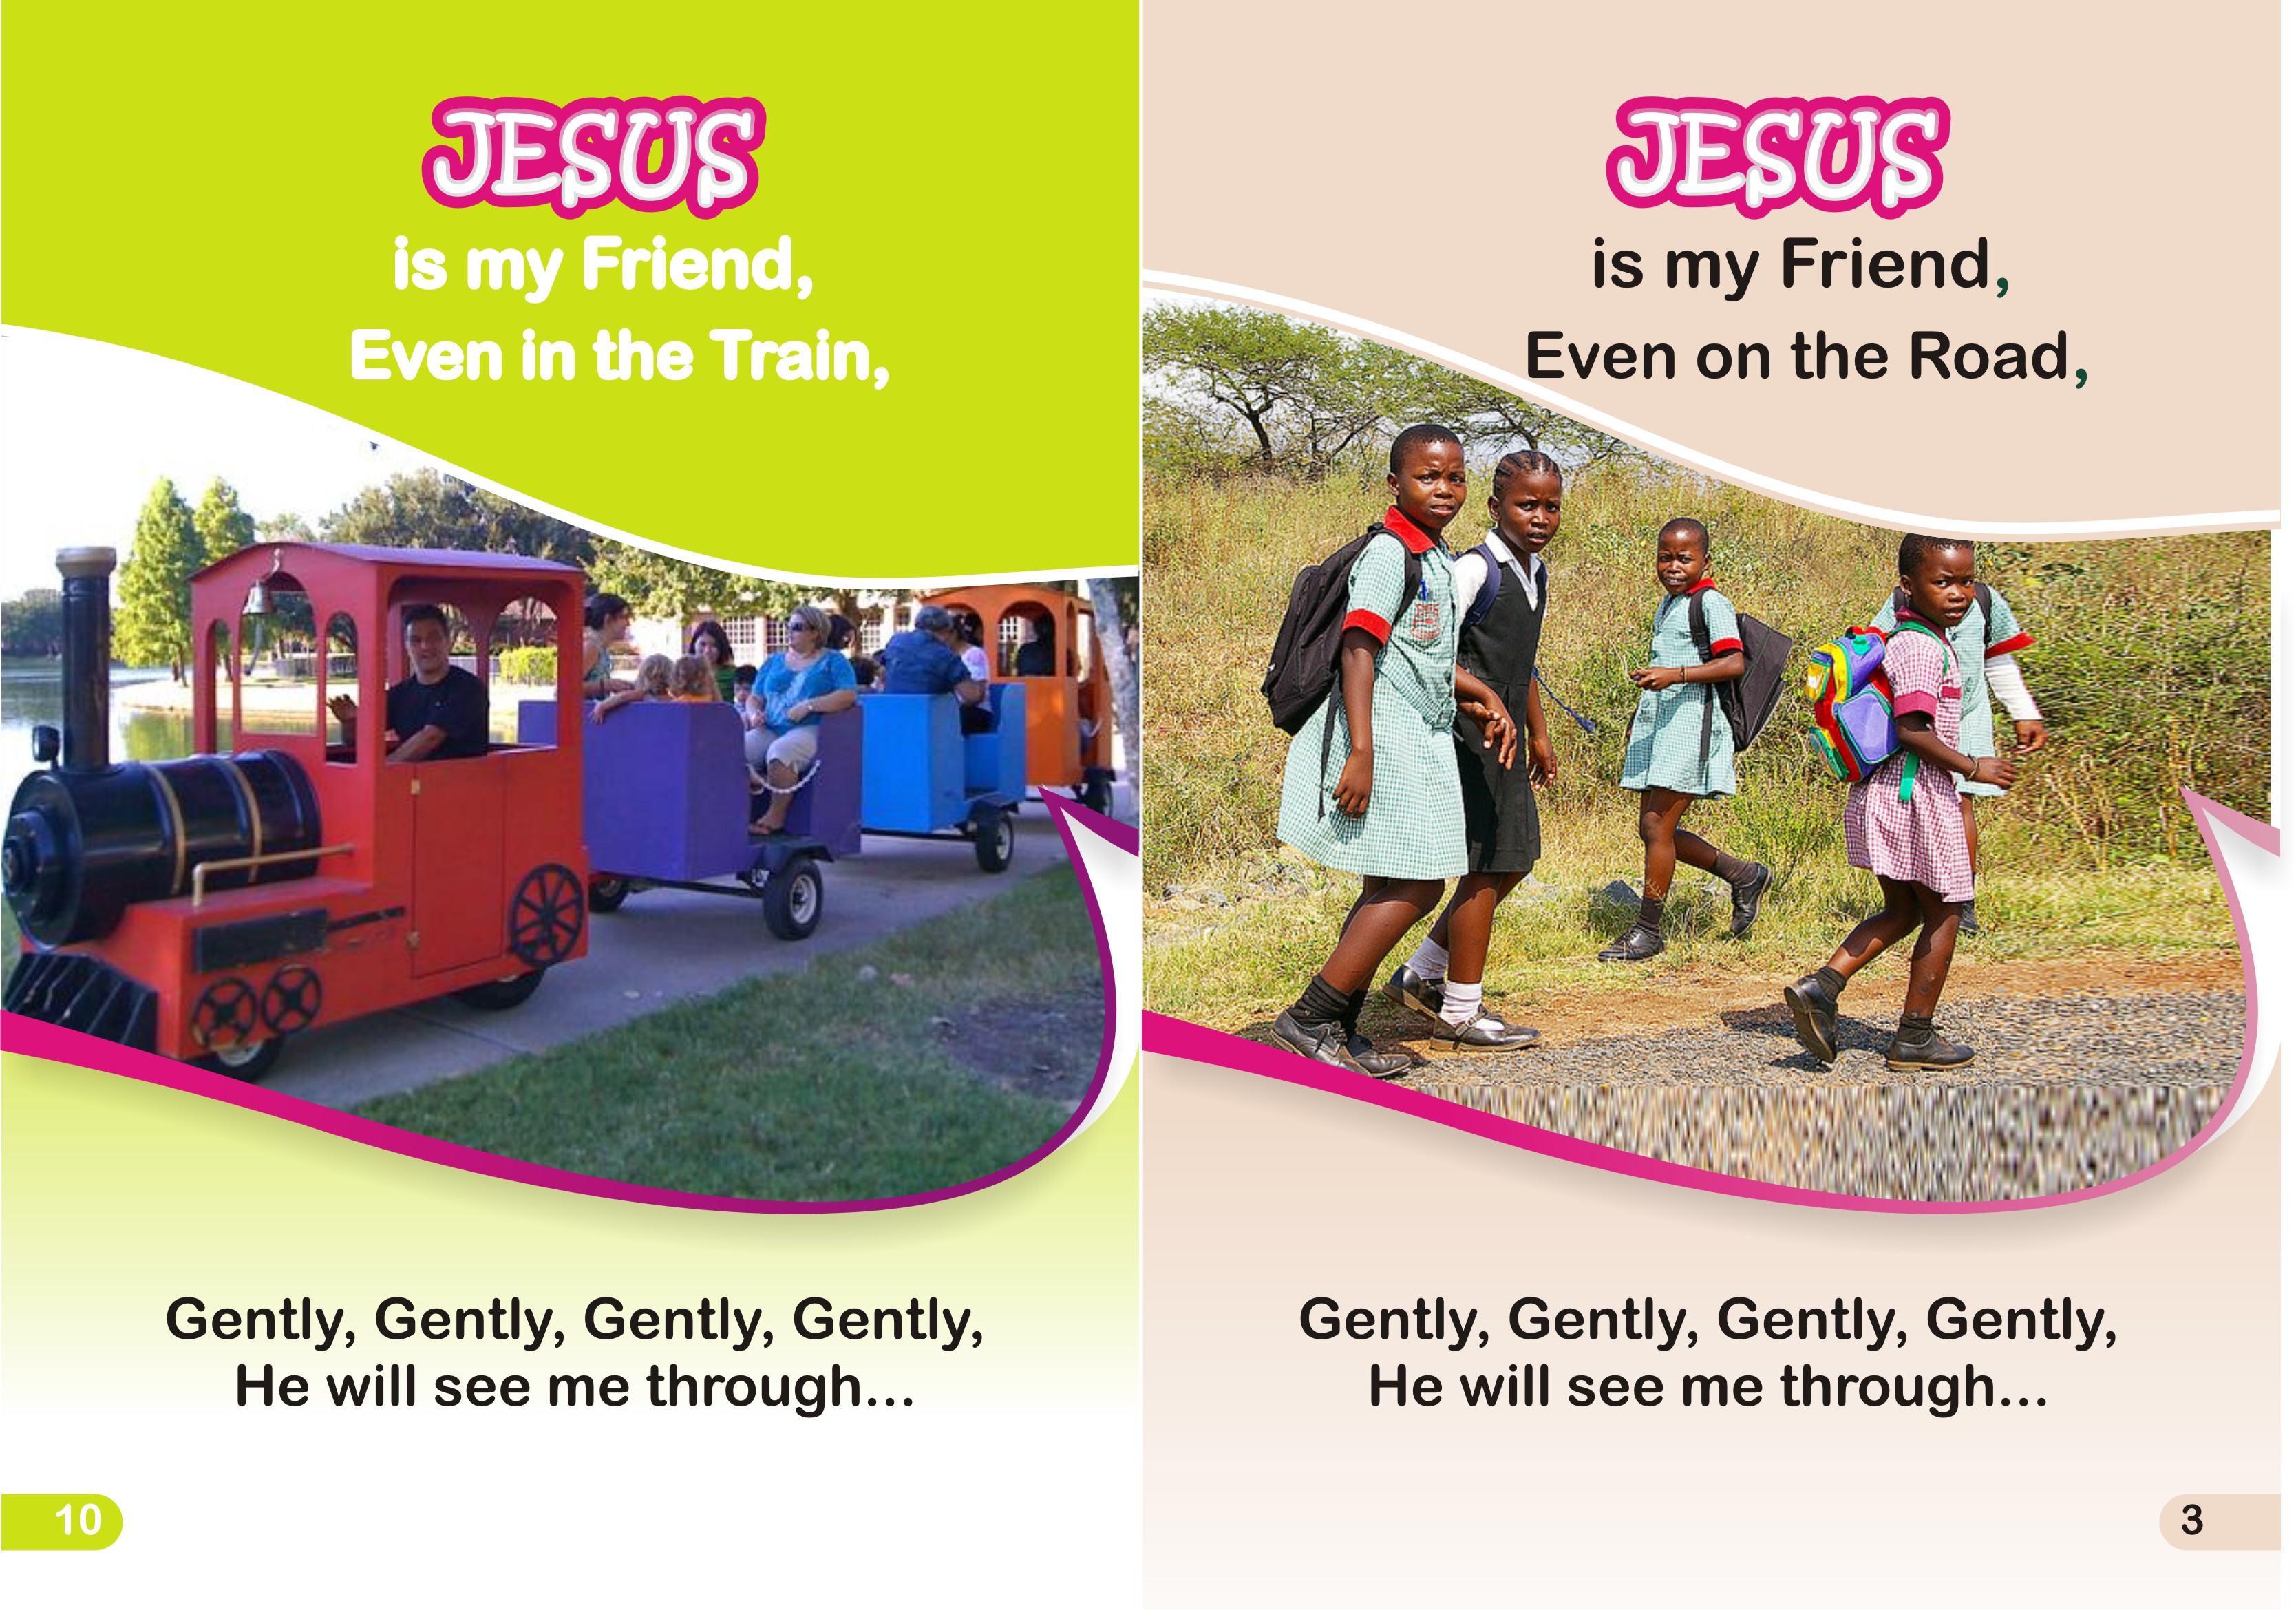 JESUS
is my Friend,
Even in the Train,
Gently, Gently, Gently, Gently,
He will see me through...
10
JESUS
is my Friend,
Even on the Road,
Gently, Gently, Gently, Gently,
He will see me through...
3